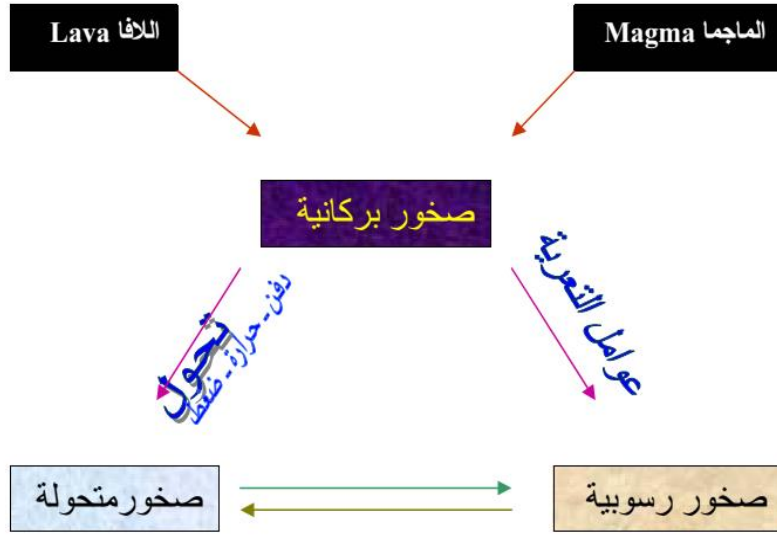 الماجما Magma
اللافا Lava
صخور بركانية
عوامل التعرية
تحول
دفن - حرارة - ضغط
صخور رسوبية
صخورمتحولة